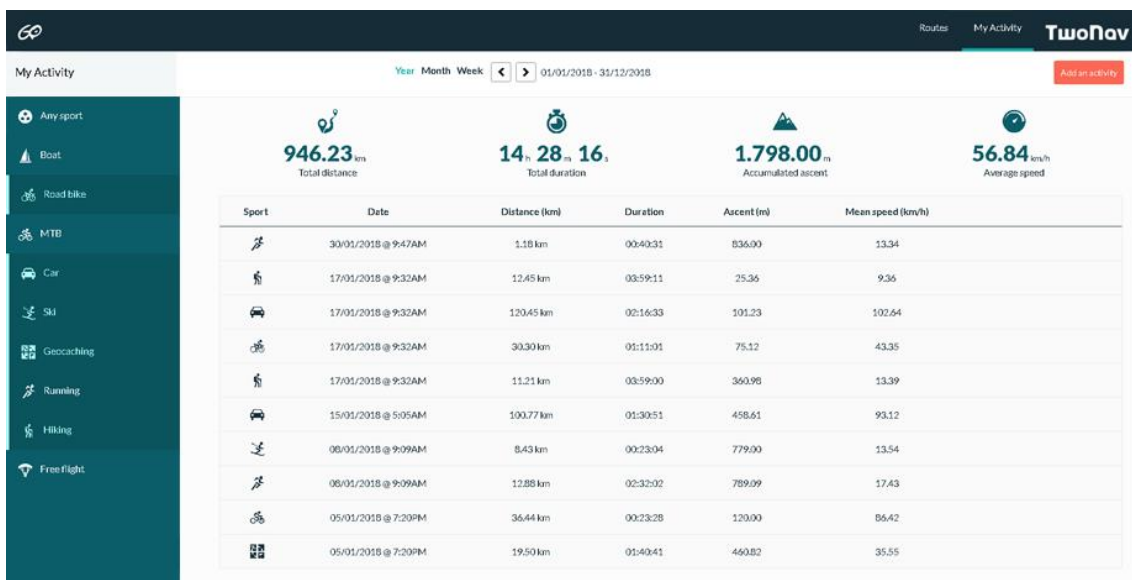 GO
Routes My Activity TwoNav
My Activity
Year Month Week 01/01/2018 - 31/12/2018
Add an activity
Any sport
Boat
Road bike
MTB
Car
Ski
Geocaching
Running
Hiking
Free flight
946.23 km 14 h 28 m 16 s 1.798.00 m 56.84 km/h
Total distance Total duration Accumulated ascent Average speed
Sport Date Distance (km) Duration Ascent (m) Mean speed (km/h)
30/01/2018 @ 9:47AM 1.18 km 00:40:31 836.00 13.34
17/01/2018 @ 9:32AM 12.45 km 03:59:11 25.36 9.36
17/01/2018 @ 9:32AM 120.45 km 02:16:33 101.23 102.64
17/01/2018 @ 9:32AM 30.30 km 01:11:01 75.12 43.35
17/01/2018 @ 9:32AM 11.21 km 03:59:00 360.98 13.39
15/01/2018 @ 5:05AM 100.77 km 01:30:51 458.61 93.12
08/01/2018 @ 9:09AM 8.43 km 00:23:04 779.00 13.54
08/01/2018 @ 9:09AM 12.88 km 02:32:02 789.09 17.43
05/01/2018 @ 7:20PM 36.44 km 00:23:28 120.00 86.42
05/01/2018 @ 7:20PM 19.50 km 01:40:41 460.82 35.55